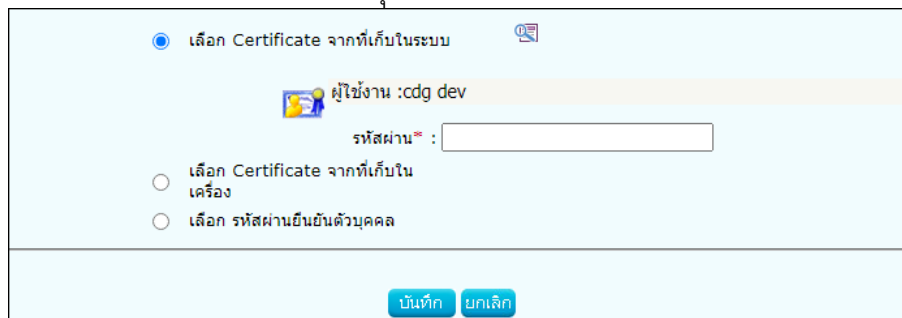 เลือก Certificate จากที่เก็บในระบบ
ผู้ใช้งาน :cdg dev
รหัสผ่าน* :
เลือก Certificate จากที่เก็บใน
เครื่อง
เลือก รหัสผ่านยืนยันตัวบุคคล
บันทึก ยกเลิก